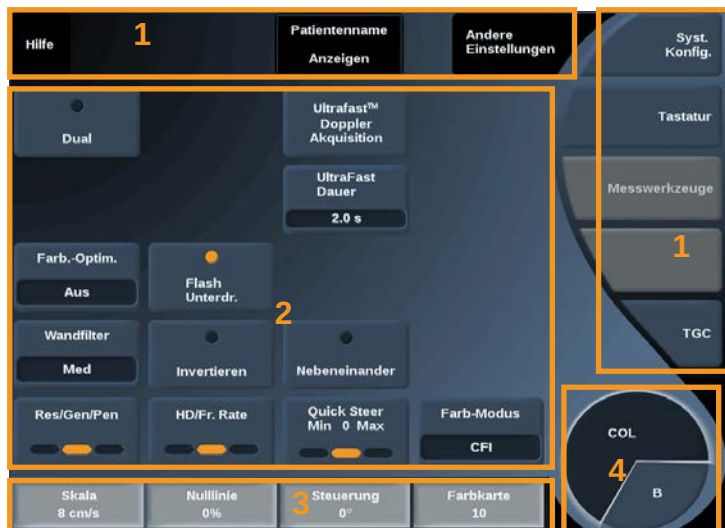 Hilfe
1
Patientenname
Anzeigen
Andere
Einstellungen
Syst.
Konfig.
Tastatur
Messwerkzeuge
1
TGC
Dual
Ultrafast™
Doppler
Akquisition
UltraFast
Dauer
2.0 s
Farb.-Optim.
Aus
Flash
Unterdr.
2
Wandfilter
Med
Invertieren
Nebeneinander
Res/Gen/Pen
HD/Fr. Rate
Quick Steer
Min 0 Max
Farb-Modus
CFI
Skala
8 cm/s
Nulllinie
0%
3
Steuerung
0°
Farbkarte
10
COL
4
B